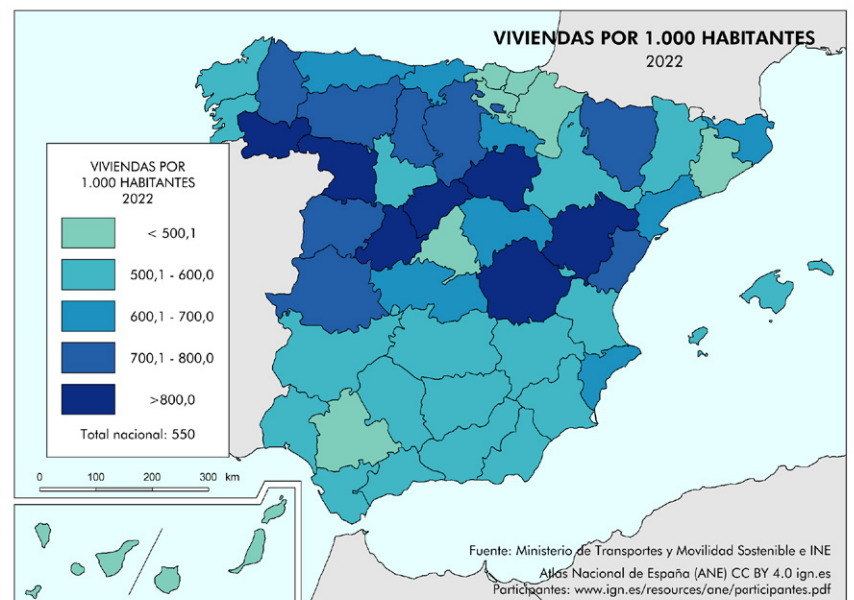 VIVIENDAS POR 1.000 HABITANTES
2022
VIVIENDAS POR
1.000 HABITANTES
2022
< 500,1
500,1 - 600,0
600,1 - 700,0
700,1 - 800,0
>800,0
Total nacional: 550
0 100 200 300 km
Fuente: Ministerio de Transportes y Movilidad Sostenible e INE
Atlas Nacional de España (ANE) CC BY 4.0 ign.es
Participantes: www.ign.es/resources/ane/participantes.pdf